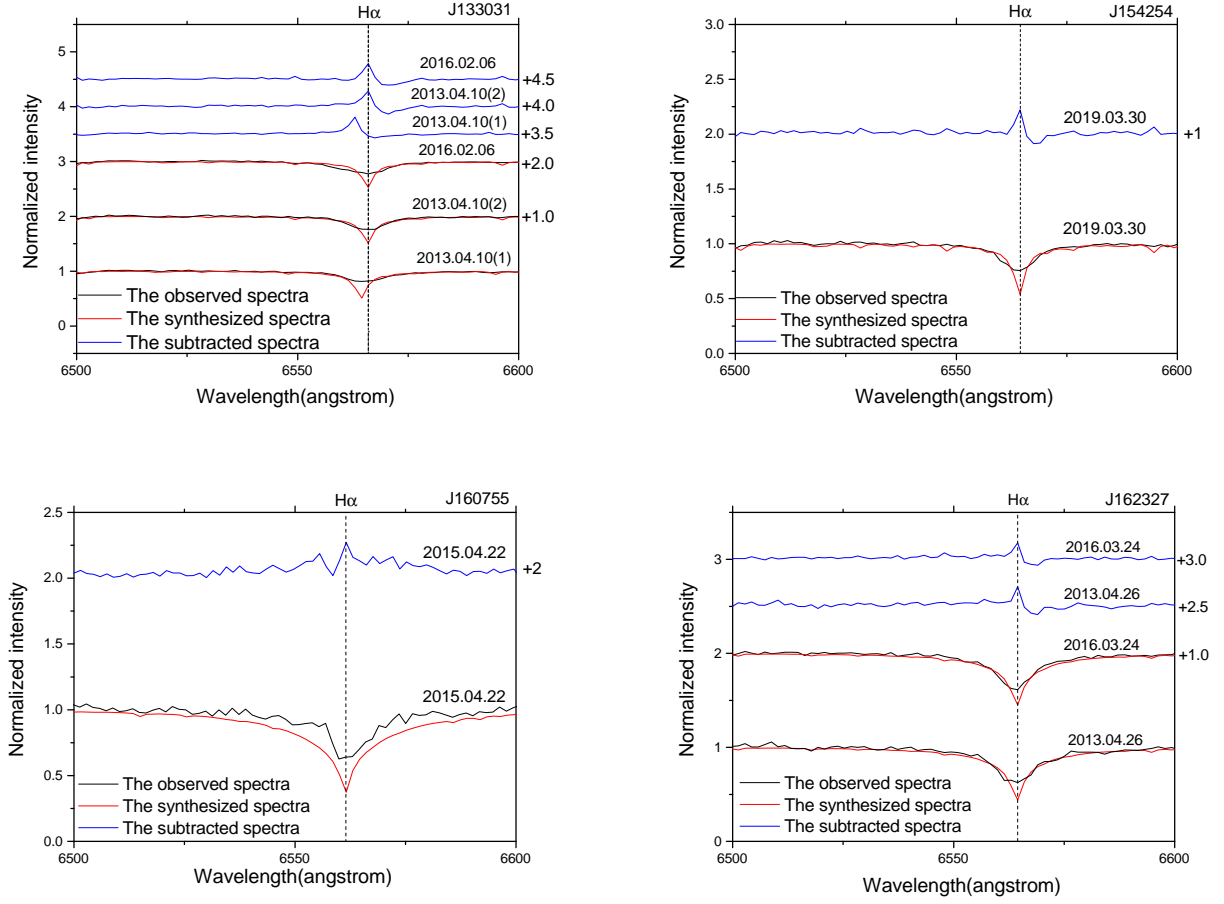 Hα J133031
2016.02.06
+4.5
2013.04.10(2)
+4.0
2013.04.10(1)
+3.5
2016.02.06
+2.0
2013.04.10(2)
+1.0
2013.04.10(1)
The observed spectra
The synthesized spectra
The subtracted spectra
0
1
2
3
4
5
Normalized intensity
6500 6550 6600
Wavelength(angstrom)
Hα J154254
2019.03.30
+1
2019.03.30
The observed spectra
The synthesized spectra
The subtracted spectra
0.0
0.5
1.0
1.5
2.0
2.5
3.0
Normalized intensity
6500 6550 6600
Wavelength(angstrom)
Hα J160755
2015.04.22
+2
2015.04.22
The observed spectra
The synthesized spectra
The subtracted spectra
0.0
0.5
1.0
1.5
2.0
2.5
Normalized intensity
6500 6550 6600
Wavelength(angstrom)
Hα J162327
2016.03.24
+3.0
2013.04.26
+2.5
2016.03.24
+1.0
2013.04.26
The observed spectra
The synthesized spectra
The subtracted spectra
0
1
2
3
Normalized intensity
6500 6550 6600
Wavelength(angstrom)